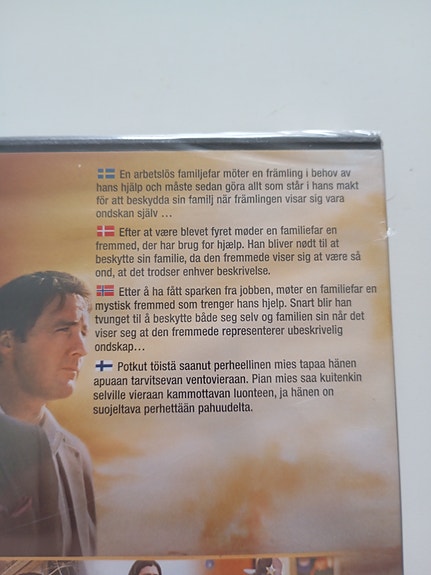 En arbetslös familjefar möter en främling i behov av
hans hjälp och måste sedan göra allt som står i hans makt
för att beskydda sin familj när främlingen visar sig vara
ondskan själv …
Efter at være blevet fyret møder en familiefar en
fremmed, der har brug for hjælp. Han bliver nødt til at
beskytte sin familie, da den fremmede viser sig at være så
ond, at det trodser enhver beskrivelse.
Etter å ha fått sparken fra jobben, møter en familiefar en
mystisk fremmed som trenger hans hjelp. Snart blir han
tvunget til å beskytte både seg selv og familien sin når det
viser seg at den fremmede representerer ubeskrivelig
ondskap…
Potkut töistä saanut perheellinen mies tapaa hänen
apuaan tarvitsevan ventovieraan. Pian mies saa kuitenkin
selville vieraan kammottavan luonteen, ja hänen on
suojeltava perhettään pahuudelta.